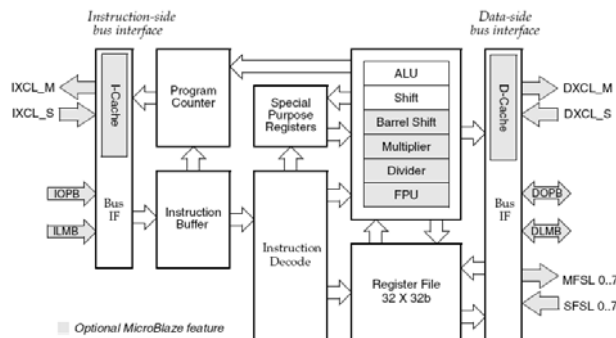 Instruction-side
bus interface
Data-side
bus interface
IXCL_M
IXCL_S
I-Cache
Program
Counter
Special
Purpose
Registers
ALU
Shift
Barrel Shift
Multiplier
Divider
FPU
D-Cache
DXCL_M
DXCL_S
IOPB
ILMB
Bus
IF
Instruction
Buffer
Instruction
Decode
Register File
32 X 32b
Bus
IF
DOPB
DLMB
MFSL 0..7
SFSL 0..7
Optional MicroBlaze feature